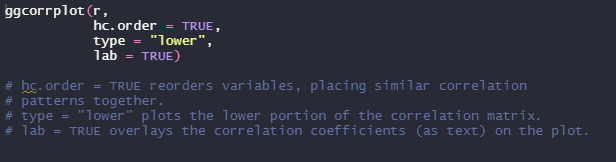 ggcorrplot(r,
           hc.order = TRUE,
           type = "lower",
           lab = TRUE)
# hc.order = TRUE reorders variables, placing similar correlation
# patterns together.
# type = "lower" plots the lower portion of the correlation matrix.
# lab = TRUE overlays the correlation coefficients (as text) on the plot.